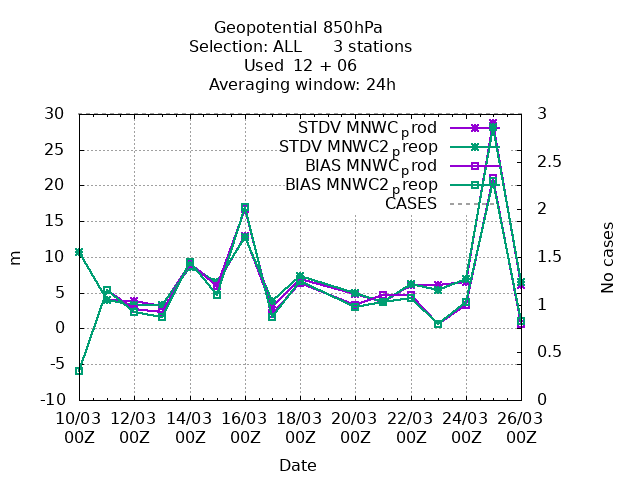 Geopotential 850hPa
Selection: ALL 3 stations
Used 12 + 06
Averaging window: 24h
30 3
STDV MNWC_prod
STDV MNWC2_preop
BIAS MNWC_prod
BIAS MNWC2_preop
CASES
25 2.5
20 2
15 1.5
10
5 1
0
-5 0.5
-10 0
m
No cases
10/03 12/03 14/03 16/03 18/03 20/03 22/03 24/03 26/03
00Z 00Z 00Z 00Z 00Z 00Z 00Z 00Z 00Z
Date